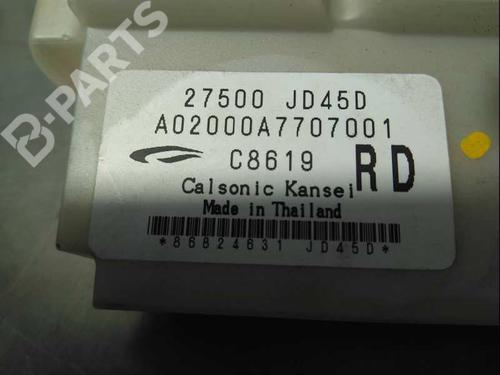 B-PARTS
27500 JD45D
A02000A7707001
C8619
RD
Calsonic Kansei
Made in Thailand
*86824631 JD45D*